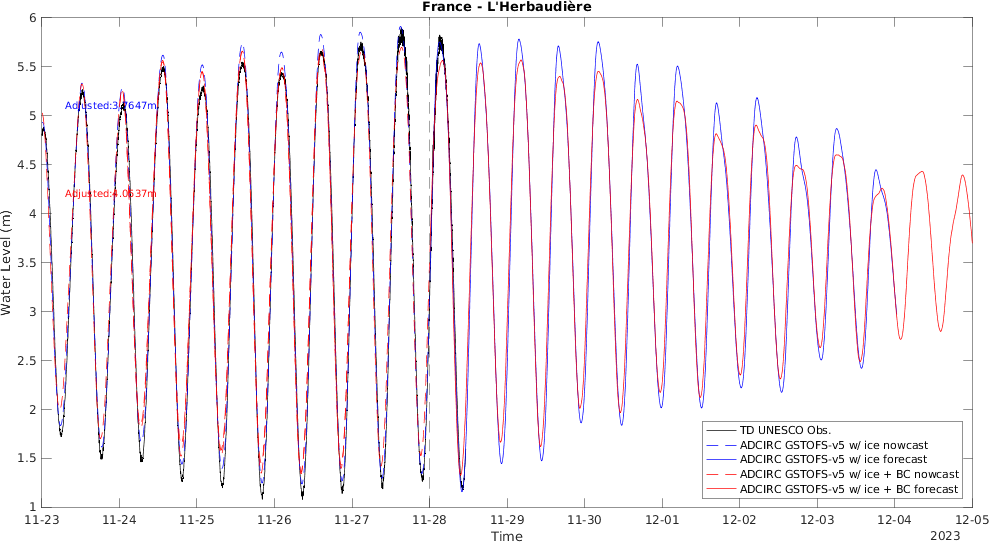 France - L'Herbaudière
6
5.5
5
4.5
4
3.5
3
2.5
2
1.5
1
Water Level (m)
Adjusted:3.7647m
Adjusted:4.0537m
TD UNESCO Obs.
ADCIRC GSTOFS-v5 w/ ice nowcast
ADCIRC GSTOFS-v5 w/ ice forecast
ADCIRC GSTOFS-v5 w/ ice + BC nowcast
ADCIRC GSTOFS-v5 w/ ice + BC forecast
11-23 11-24 11-25 11-26 11-27 11-28 11-29 11-30 12-01 12-02 12-03 12-04 12-05
Time
2023